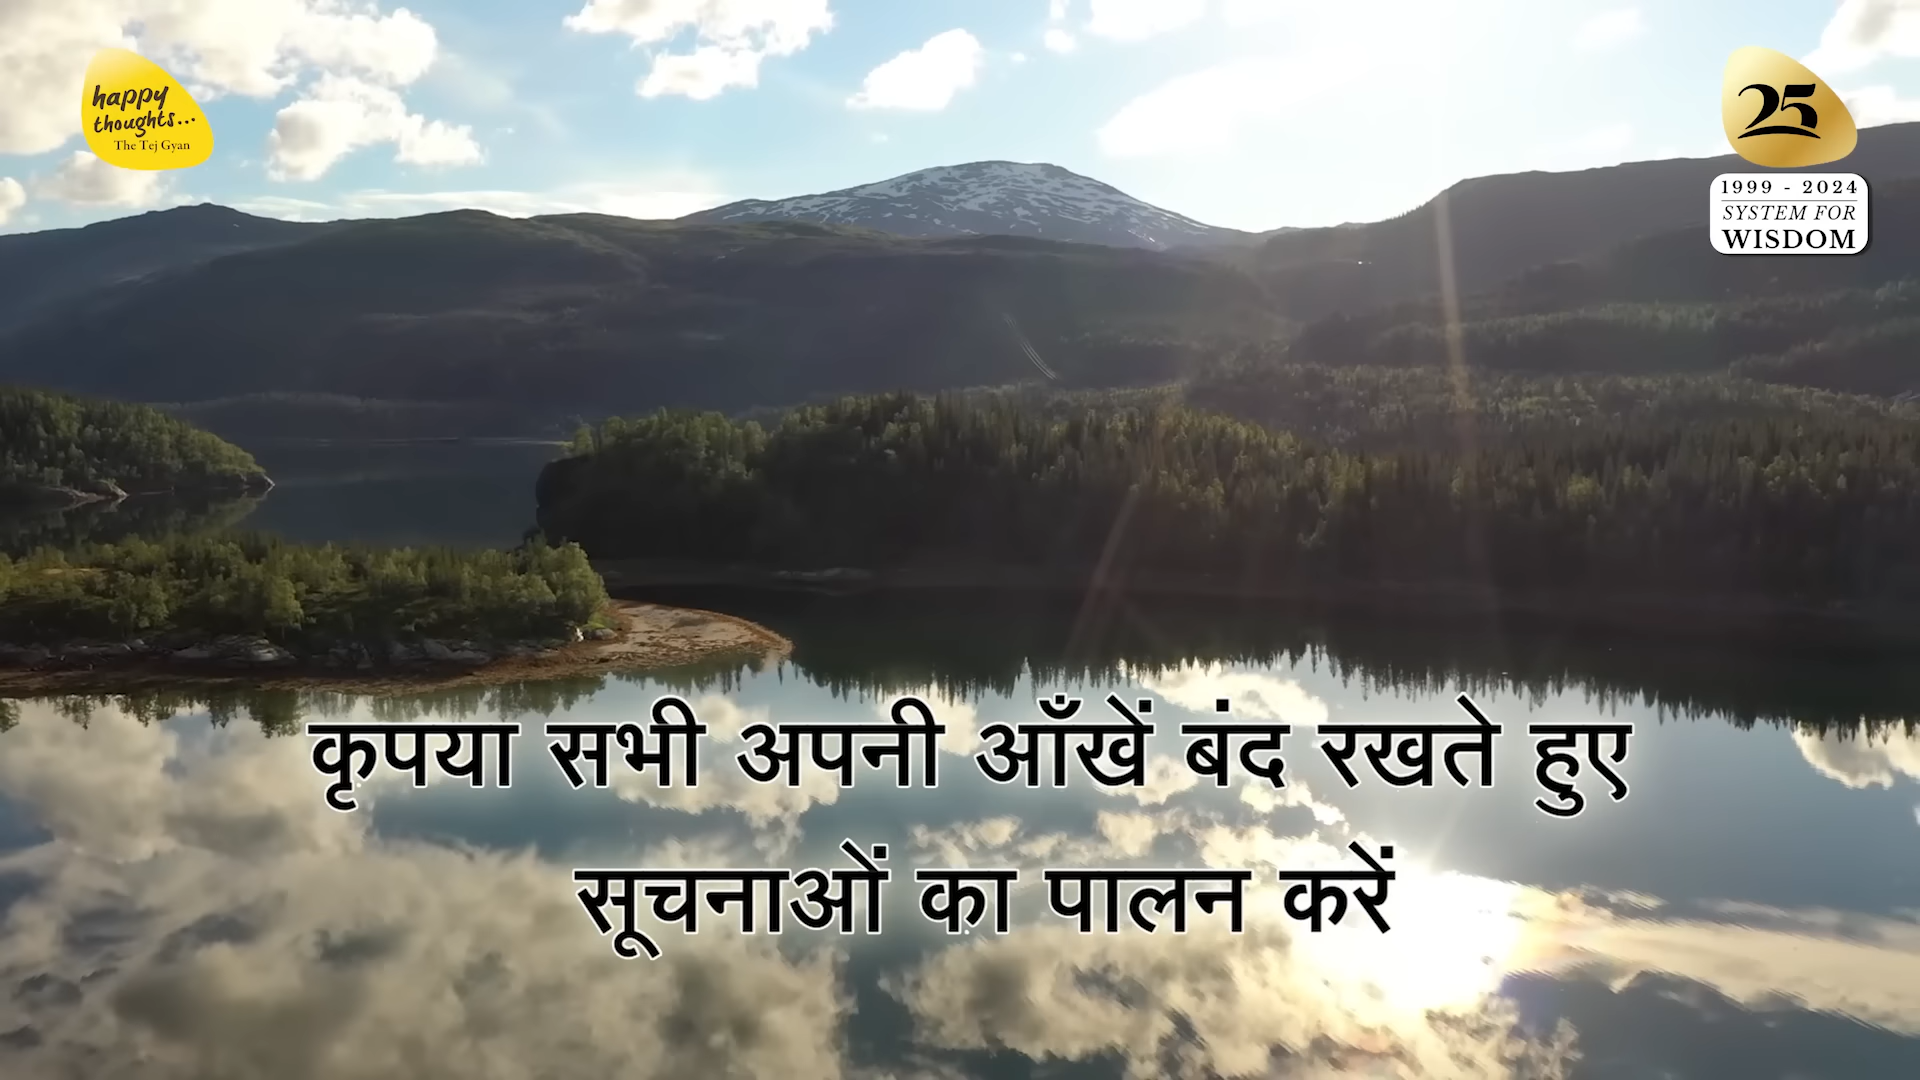 happy
thoughts...
The Tej Gyan
25
1999 - 2024
SYSTEM FOR
WISDOM
कृपया सभी अपनी आँखें बंद रखते हुए
सूचनाओं का पालन करें